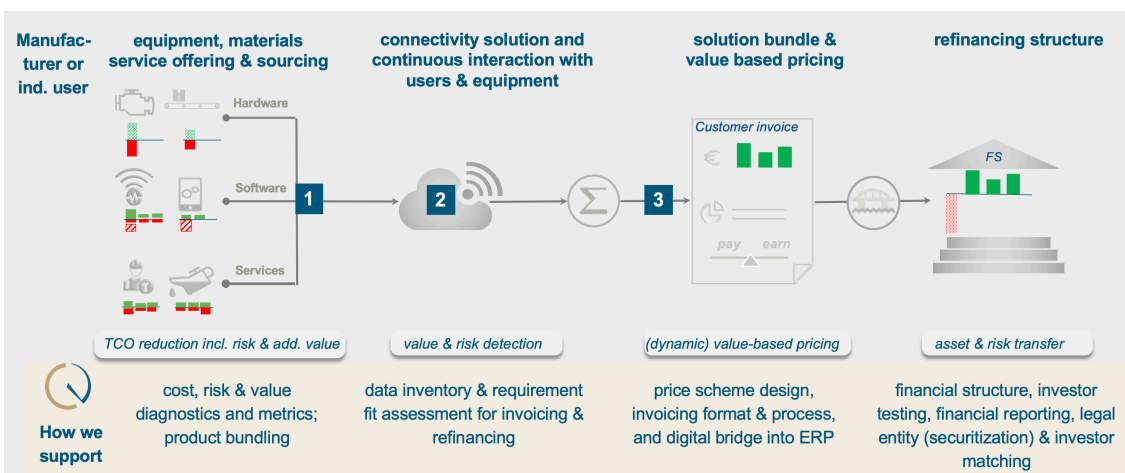 Manufac-
turer or
ind. user
equipment, materials
service offering & sourcing
connectivity solution and
continuous interaction with
users & equipment
solution bundle &
value based pricing
refinancing structure
Hardware
Software
Services
1
2
Σ
3
Customer invoice
€
pay earn
FS
TCO reduction incl. risk & add. value
value & risk detection
(dynamic) value-based pricing
asset & risk transfer
How we
support
cost, risk & value
diagnostics and metrics;
product bundling
data inventory & requirement
fit assessment for invoicing &
refinancing
price scheme design,
invoicing format & process,
and digital bridge into ERP
financial structure, investor
testing, financial reporting, legal
entity (securitization) & investor
matching